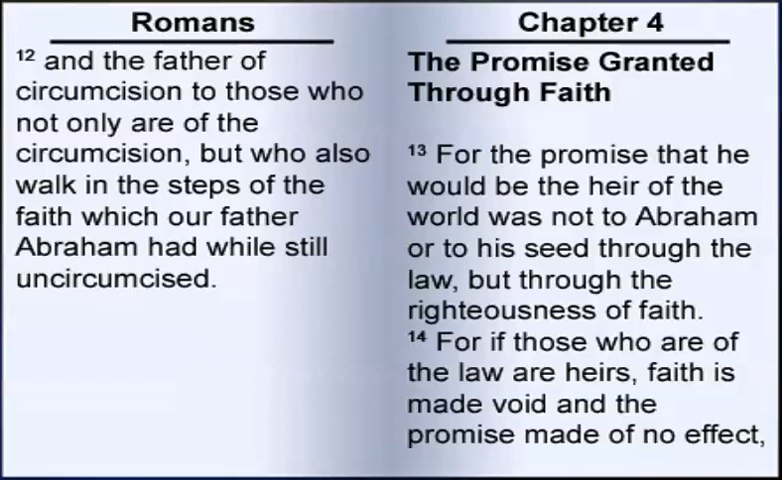 Romans
¹² and the father of
circumcision to those who
not only are of the
circumcision, but who also
walk in the steps of the
faith which our father
Abraham had while still
uncircumcised.
Chapter 4
The Promise Granted
Through Faith
¹³ For the promise that he
would be the heir of the
world was not to Abraham
or to his seed through the
law, but through the
righteousness of faith.
¹⁴ For if those who are of
the law are heirs, faith is
made void and the
promise made of no effect,